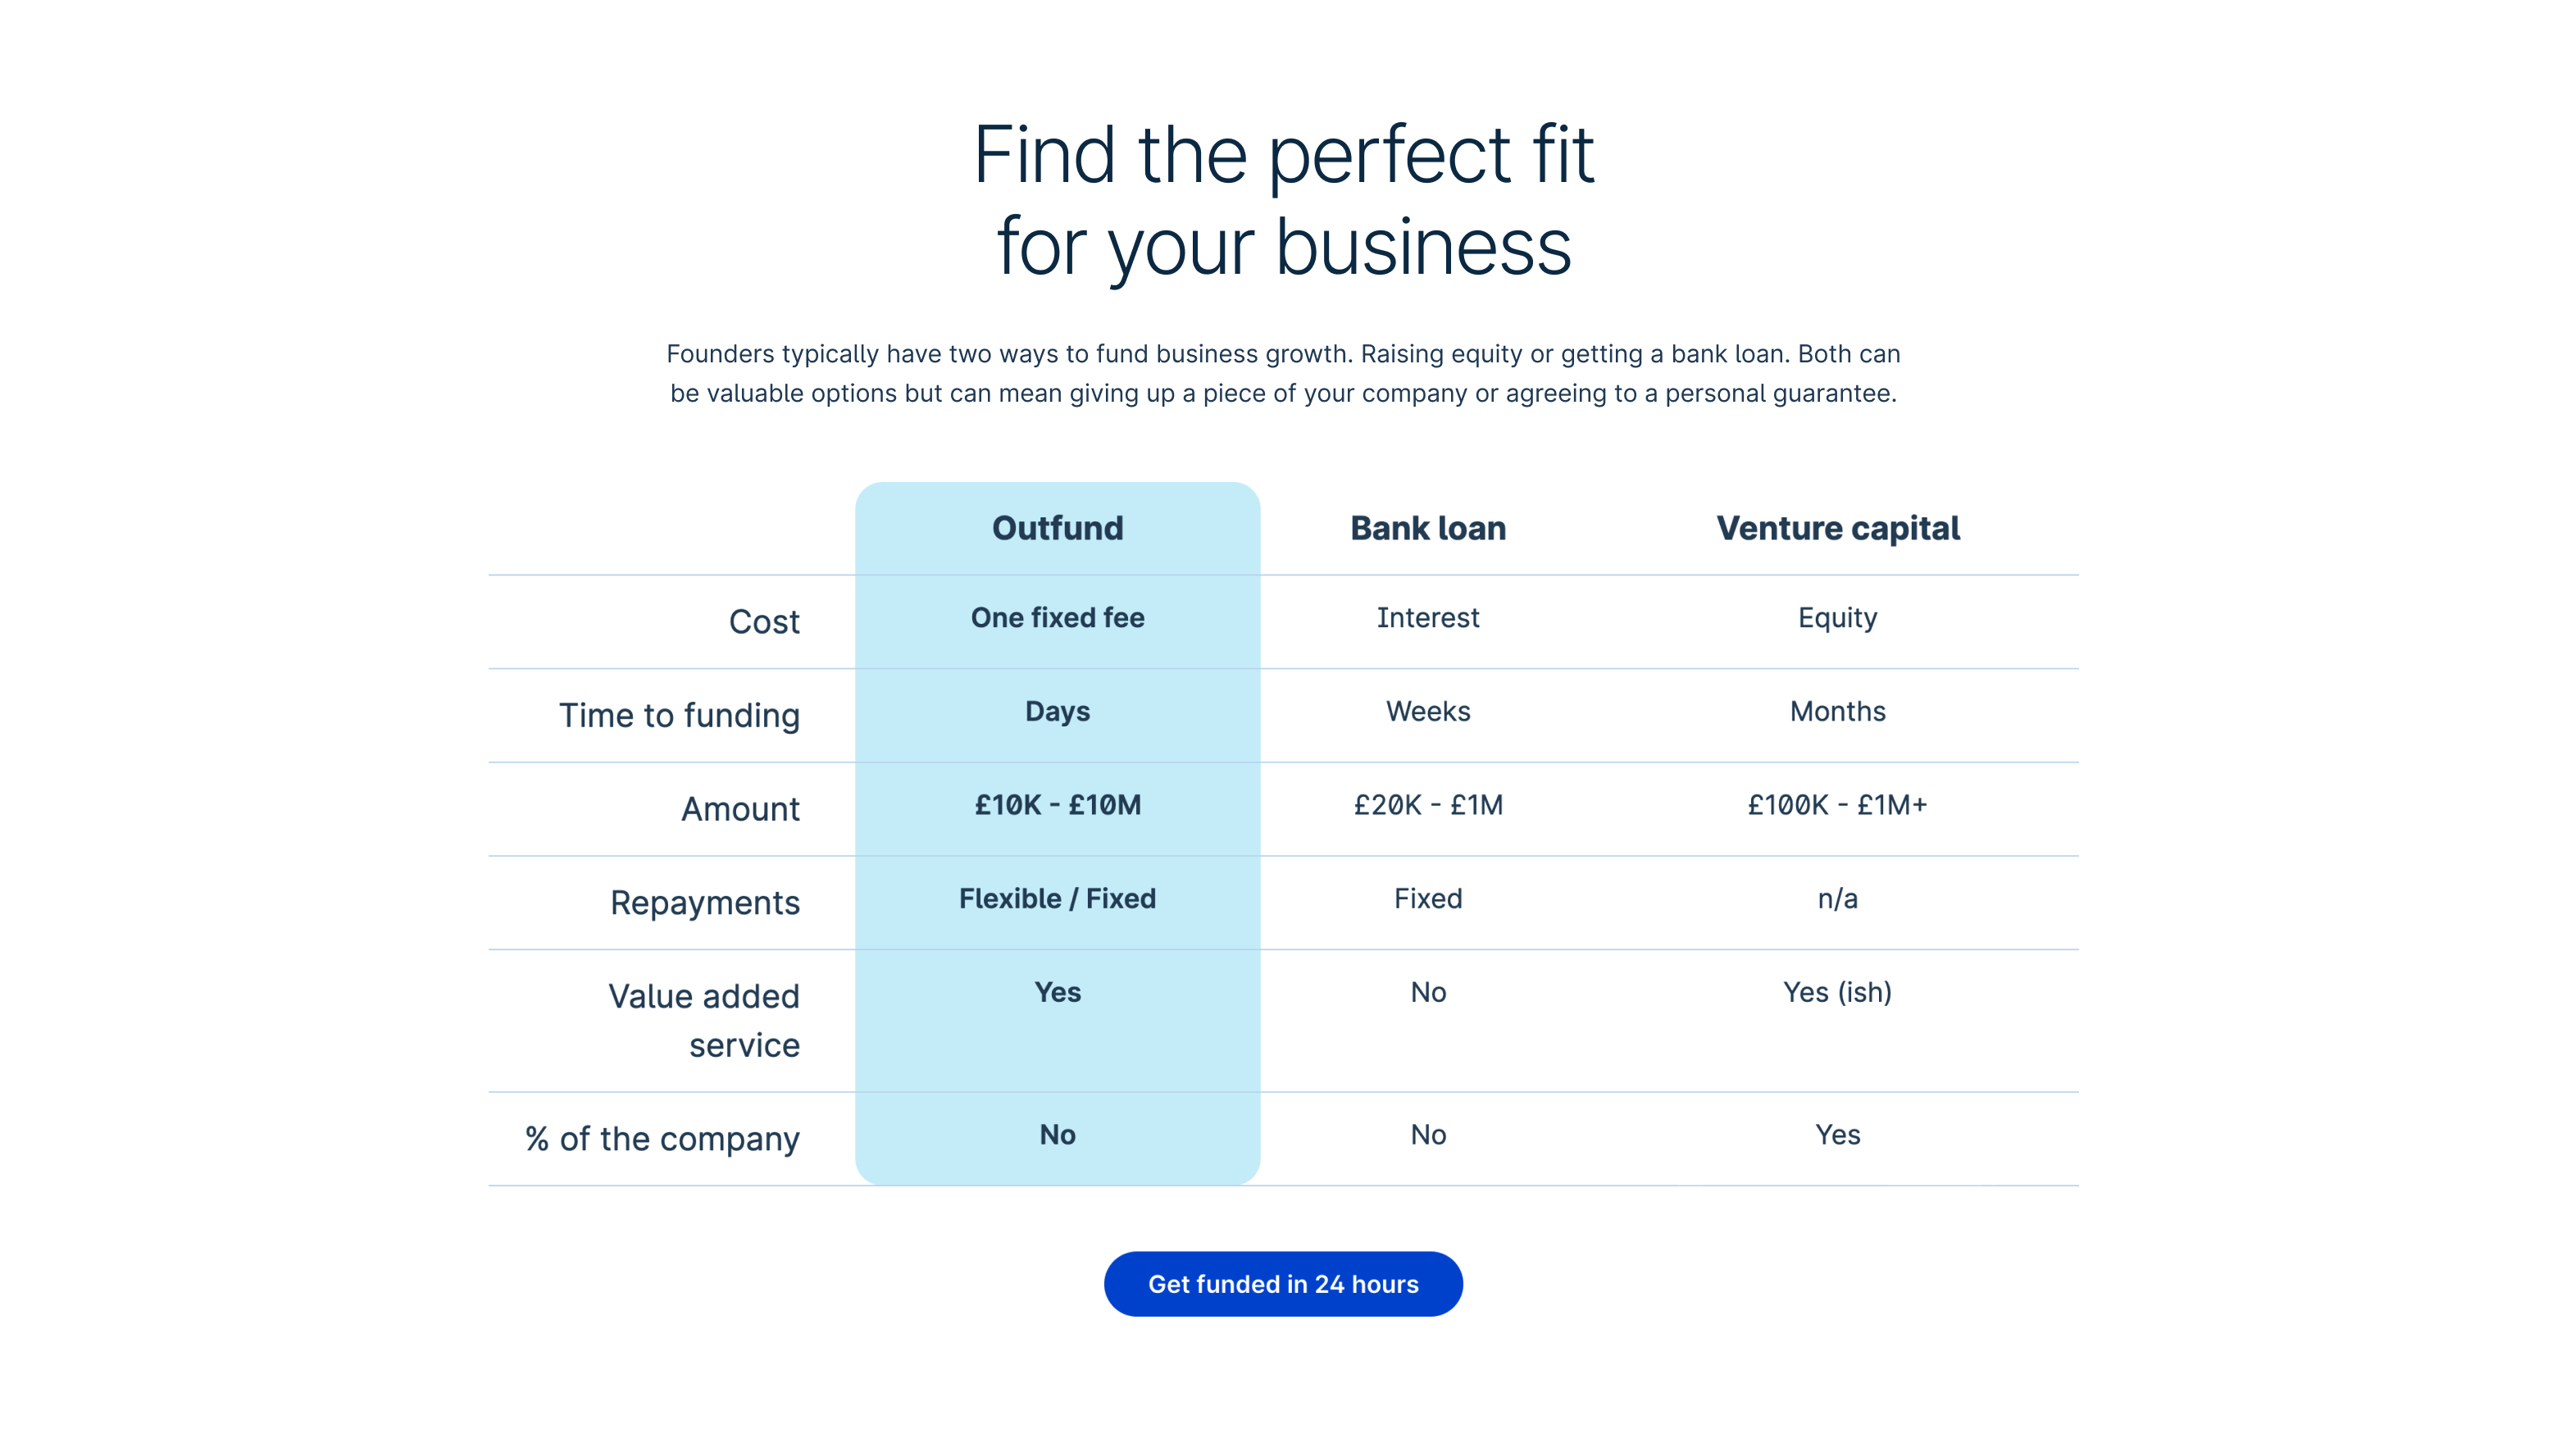 Find the perfect fit
for your business
Founders typically have two ways to fund business growth. Raising equity or getting a bank loan. Both can
be valuable options but can mean giving up a piece of your company or agreeing to a personal guarantee.
Outfund Bank loan Venture capital
Cost One fixed fee Interest Equity
Time to funding Days Weeks Months
Amount £10K - £10M £20K - £1M £100K - £1M+
Repayments Flexible / Fixed Fixed n/a
Value added Yes No Yes (ish)
service
% of the company No No Yes
Get funded in 24 hours